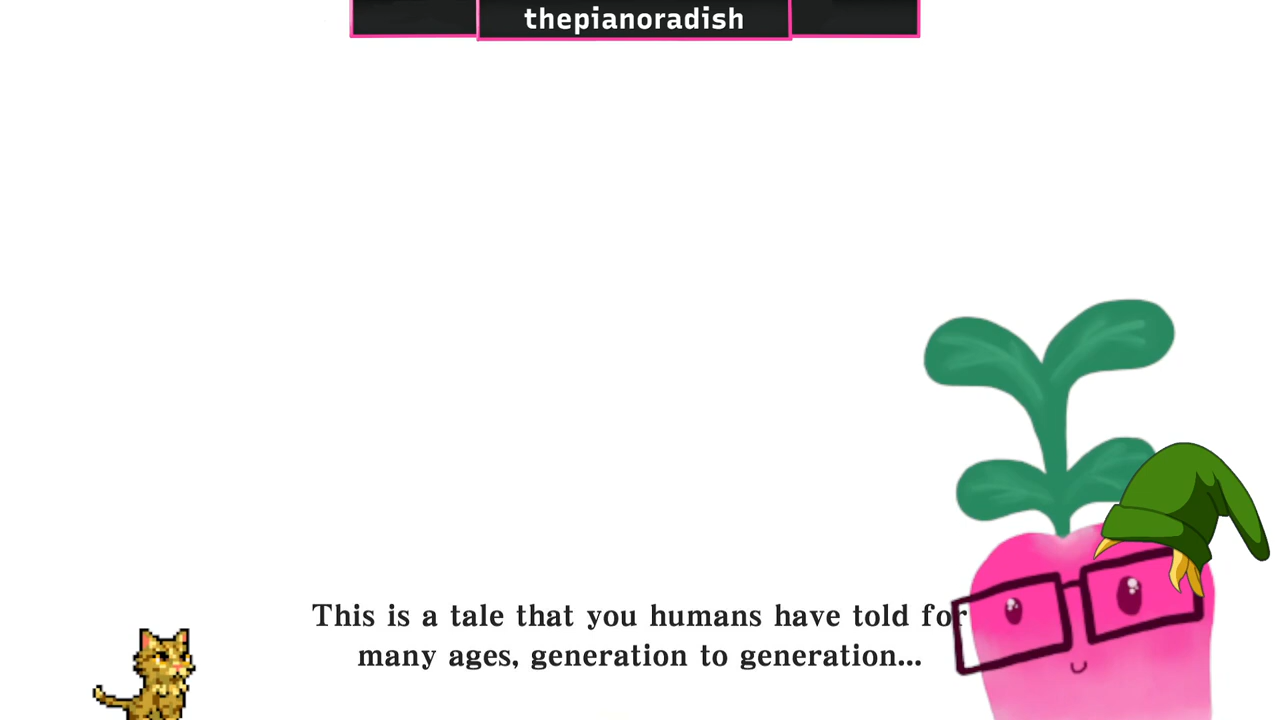 thepianoradish
This is a tale that you humans have told for
many ages, generation to generation...